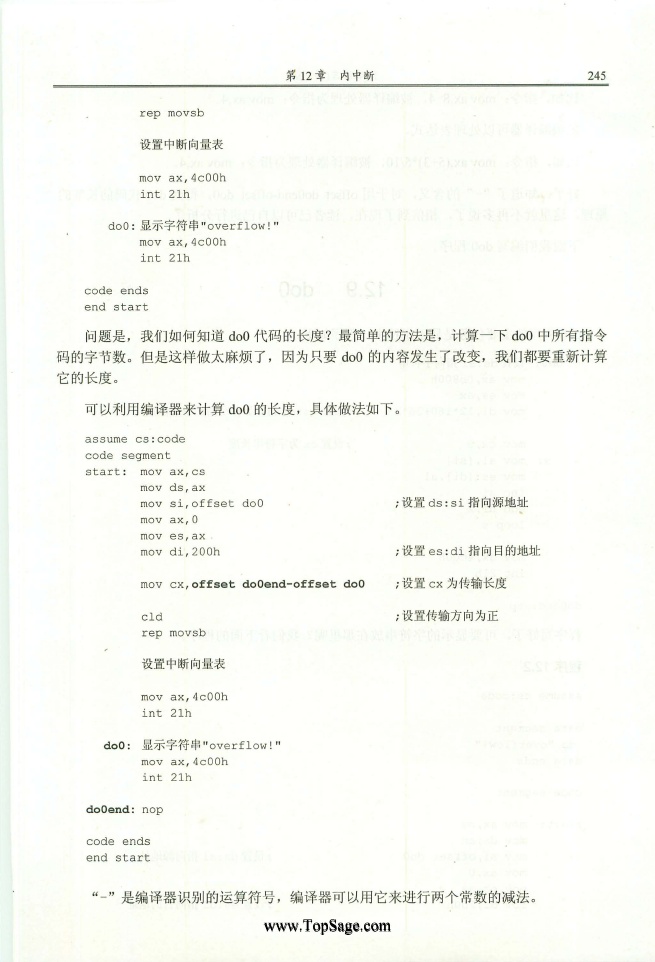 第 12 章 内中断 245
rep movsb
设置中断向量表
mov ax,4c00h
int 21h
do0: 显示字符串"overflow!"
mov ax,4c00h
int 21h
code ends
end start
问题是，我们如何知道 do0 代码的长度？最简单的方法是，计算一下 do0 中所有指令
码的字节数。但是这样做太麻烦了，因为只要 do0 的内容发生了改变，我们都要重新计算
它的长度。
可以利用编译器来计算 do0 的长度，具体做法如下。
assume cs:code
code segment
start: mov ax,cs
mov ds,ax
mov si,offset do0 ;设置 ds:si 指向源地址
mov ax,0
mov es,ax
mov di,200h ;设置 es:di 指向目的地址
mov cx,offset do0end-offset do0 ;设置 cx 为传输长度
cld ;设置传输方向为正
rep movsb
设置中断向量表
mov ax,4c00h
int 21h
do0: 显示字符串"overflow!"
mov ax,4c00h
int 21h
do0end: nop
code ends
end start
“-”是编译器识别的运算符号，编译器可以用它来进行两个常数的减法。
www.TopSage.com